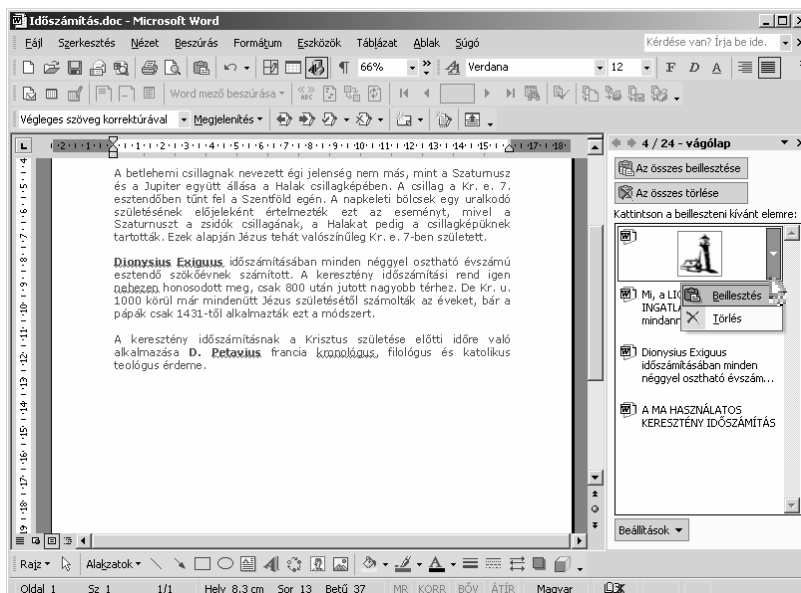 Időszámítás.doc - Microsoft Word
Fájl Szerkesztés Nézet Beszúrás Formátum Eszközök Táblázat Ablak Súgó Kérdése van? Írja be ide.
66% Verdana 12 F D A
Word mező beszúrása
Végleges szöveg korrektúrával Megjelenítés
4 / 24 - vágólap
Az összes beillesztése
Az összes törlése
Kattintson a beilleszteni kívánt elemre:
A betlehemi csillagnak nevezett égi jelenség nem más, mint a Szaturnusz
és a Jupiter együtt állása a Halak csillagképében. A csillag a Kr. e. 7.
esztendőben tűnt fel a Szentföld egén. A napkeleti bölcsek egy uralkodó
születésének előjeleként értelmezték ezt az eseményt, mivel a
Szaturnuszt a zsidók csillagának, a Halakat pedig a csillagképüknek
tartották. Ezek alapján Jézus tehát valószínűleg Kr. e. 7-ben született.
Dionysius Exiguus időszámításában minden néggyel osztható évszámú
esztendő szökőévnek számított. A keresztény időszámítási rend igen
nehezen honosodott meg, csak 800 után jutott nagyobb térhez. De Kr. u.
1000 körül már mindenütt Jézus születésétől számolták az éveket, bár a
pápák csak 1431-től alkalmazták ezt a módszert.
A keresztény időszámításnak a Krisztus születése előtti időre való
alkalmazása D. Petavius francia kronológus, filológus és katolikus
teológus érdeme.
Beillesztés
Törlés
Mi, a LI
INGATL
mindann
Dionysius Exiguus
időszámításában minden
néggyel osztható évszám...
A MA HASZNÁLATOS
KERESZTÉNY IDŐSZÁMÍTÁS
Beállítások
Rajz Alakzatok
Oldal 1 Sz 1 1/1 Hely 8.3 cm Sor 13 Betű 37 MR KORR BŐV ÁTÍR Magyar